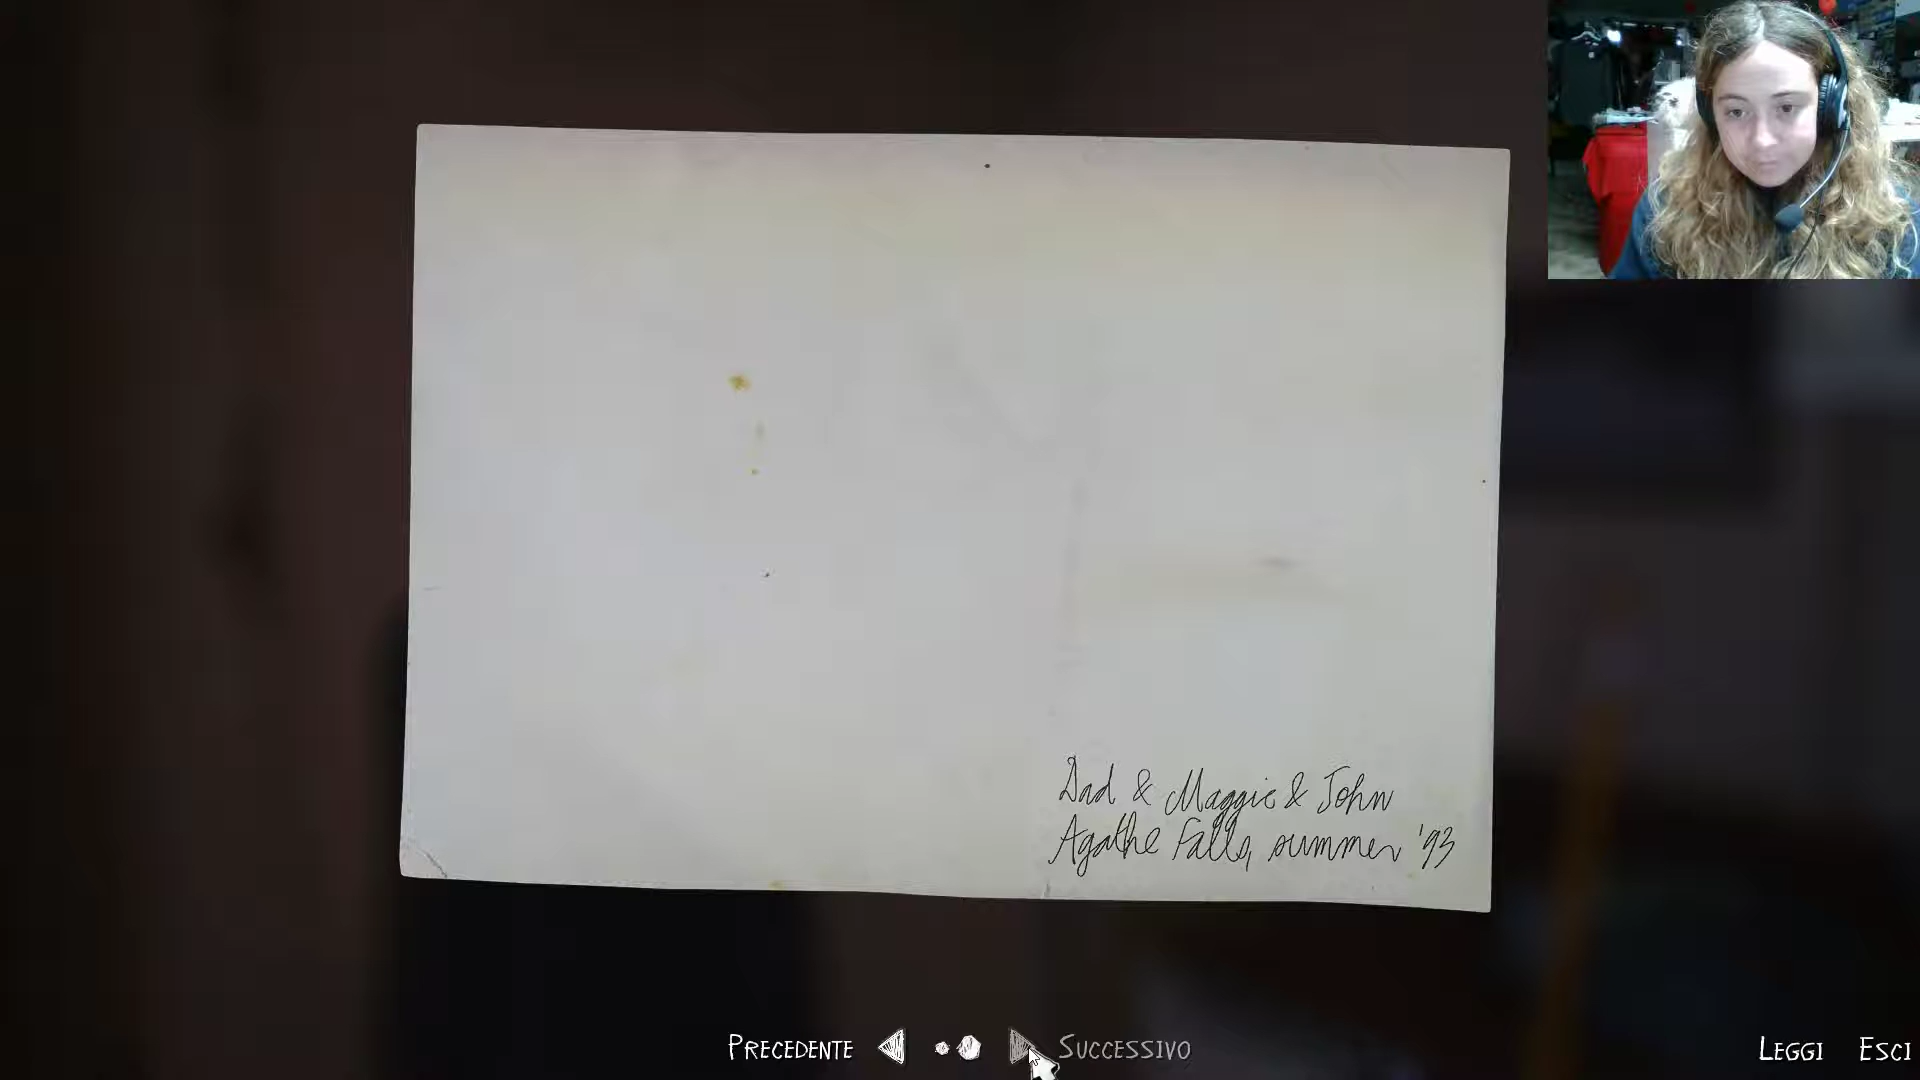 Dad & Maggie & John
Agathe Falls, summer '93
PRECEDENTE
SUCCESSIVO
LEGGI
ESCI